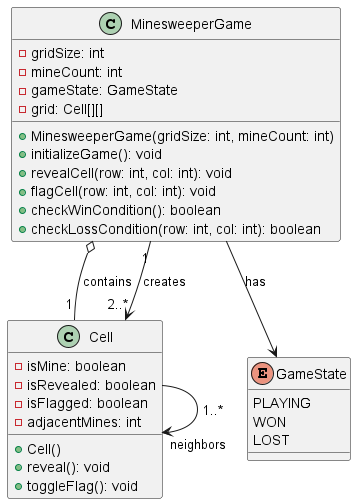 C MinesweeperGame
gridSize: int
mineCount: int
gameState: GameState
grid: Cell[][]
MinesweeperGame(gridSize: int, mineCount: int)
initializeGame(): void
revealCell(row: int, col: int): void
flagCell(row: int, col: int): void
checkWinCondition(): boolean
checkLossCondition(row: int, col: int): boolean
1
contains
creates
has
1
2..*
C Cell
isMine: boolean
isRevealed: boolean
isFlagged: boolean
adjacentMines: int
Cell()
reveal(): void
toggleFlag(): void
1..*
neighbors
E GameState
PLAYING
WON
LOST